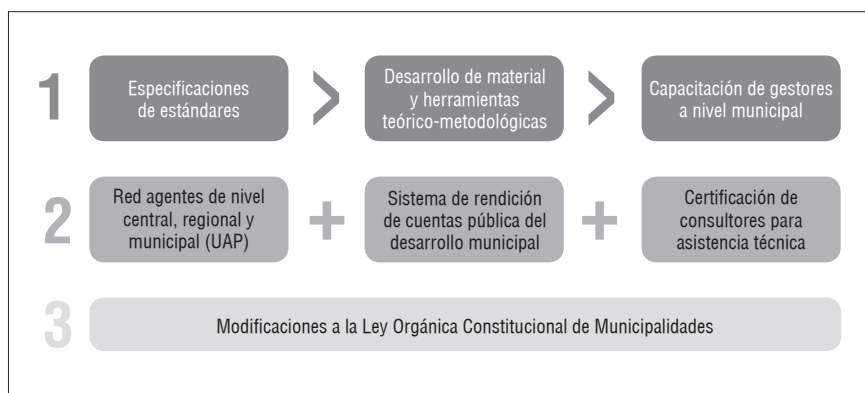 1
Especificaciones
de estándares
>
Desarrollo de material
y herramientas
teórico-metodológicas
>
Capacitación de gestores
a nivel municipal
2
Red agentes de nivel
central, regional y
municipal (UAP)
+
Sistema de rendición
de cuentas pública del
desarrollo municipal
+
Certificación de
consultores para
asistencia técnica
3
Modificaciones a la Ley Orgánica Constitucional de Municipalidades